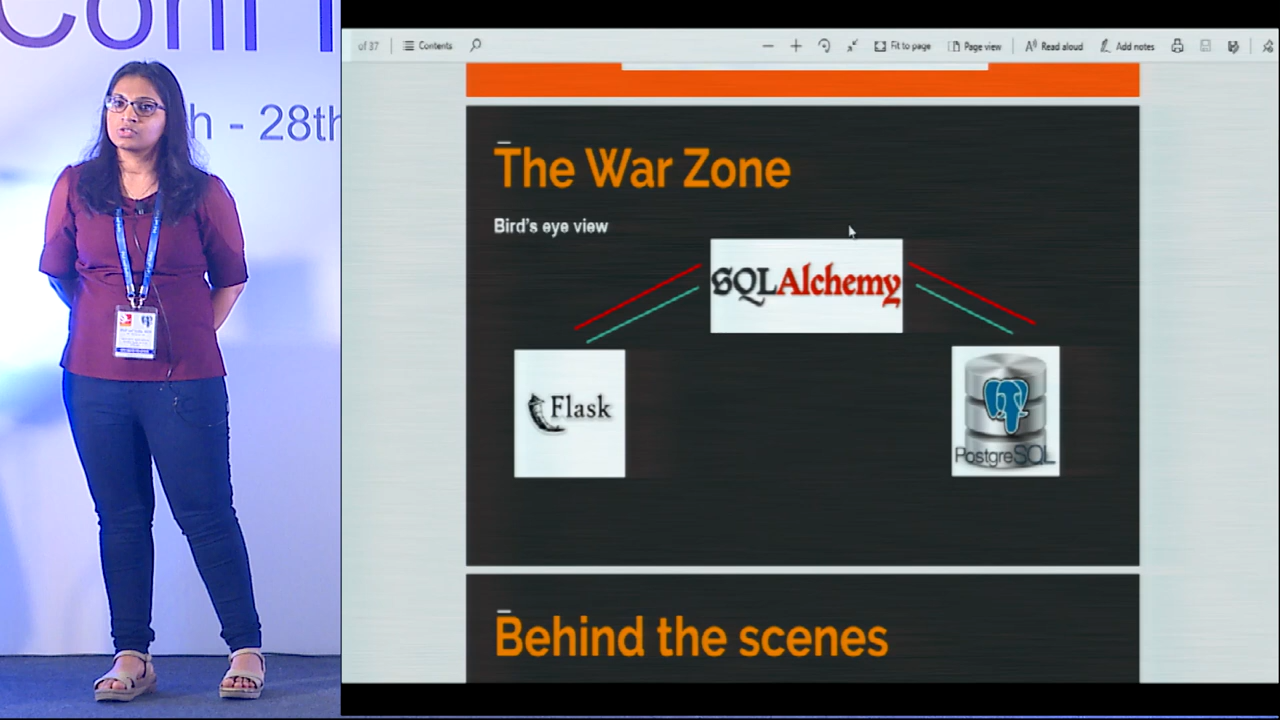 Conf I
h - 28th
of 37
Contents
Fit to page
Page view
Read aloud
Add notes
The War Zone
Bird's eye view
SQLAlchemy
Flask
PostgreSQL
Behind the scenes